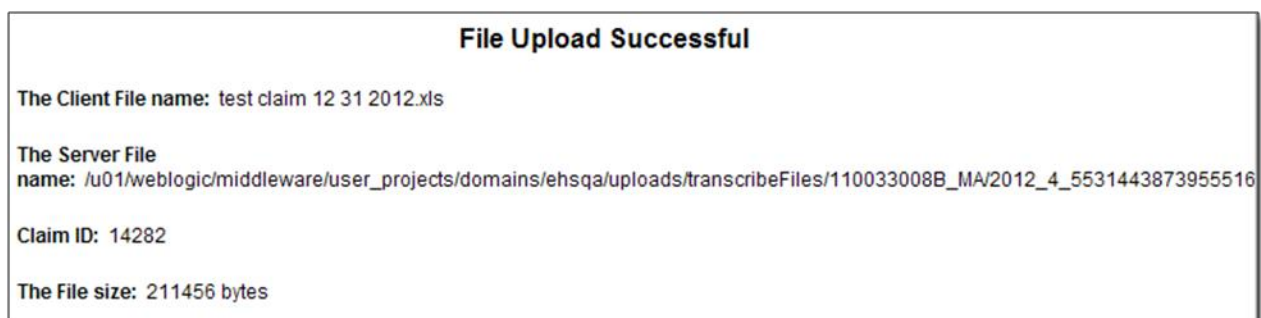 File Upload Successful
The Client File name: test claim 12 31 2012.xls
The Server File
name: /u01/weblogic/middleware/user_projects/domains/ehsqa/uploads/transcribeFiles/110033008B_MA/2012_4_5531443873955516
Claim ID: 14282
The File size: 211456 bytes